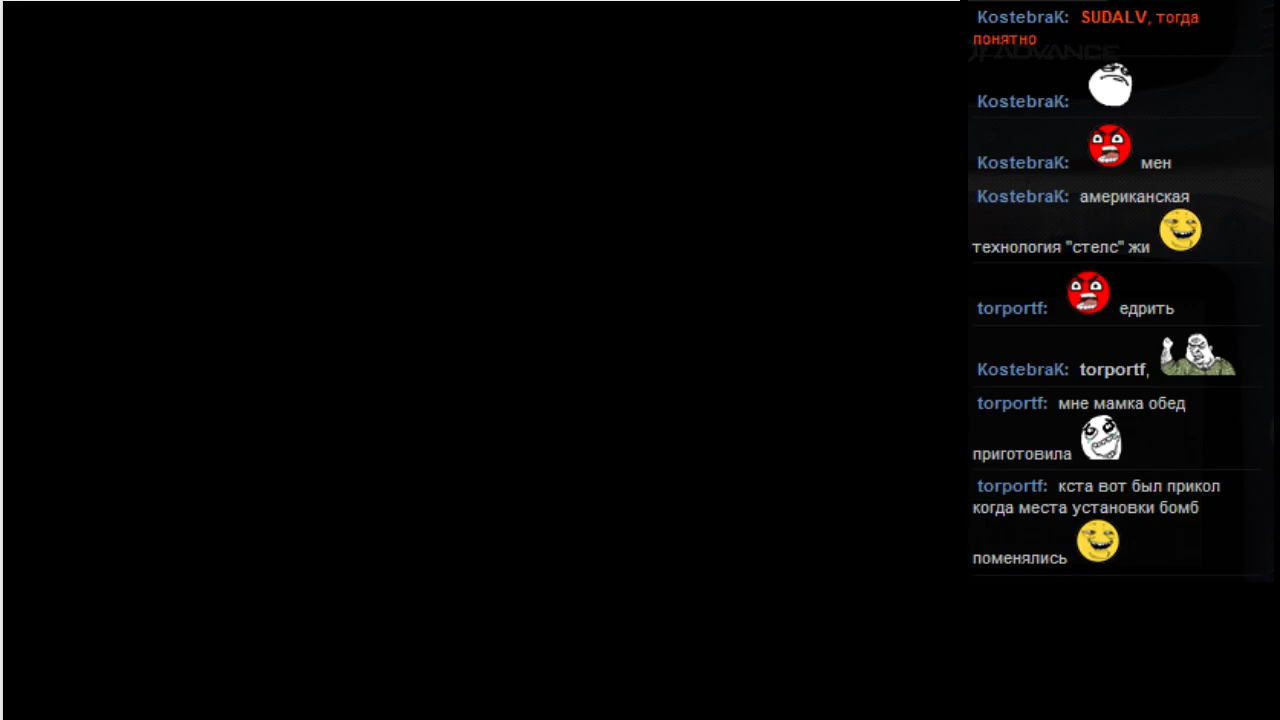 KostebraK: SUDALV, тогда
понятно
ADVANCE
KostebraK:
KostebraK: мен
KostebraK: американская
технология "стелс" жи
torportf: едрить
KostebraK: torportf,
torportf: мне мамка обед
приготовила
torportf: кста вот был прикол
когда места установки бомб
поменялись